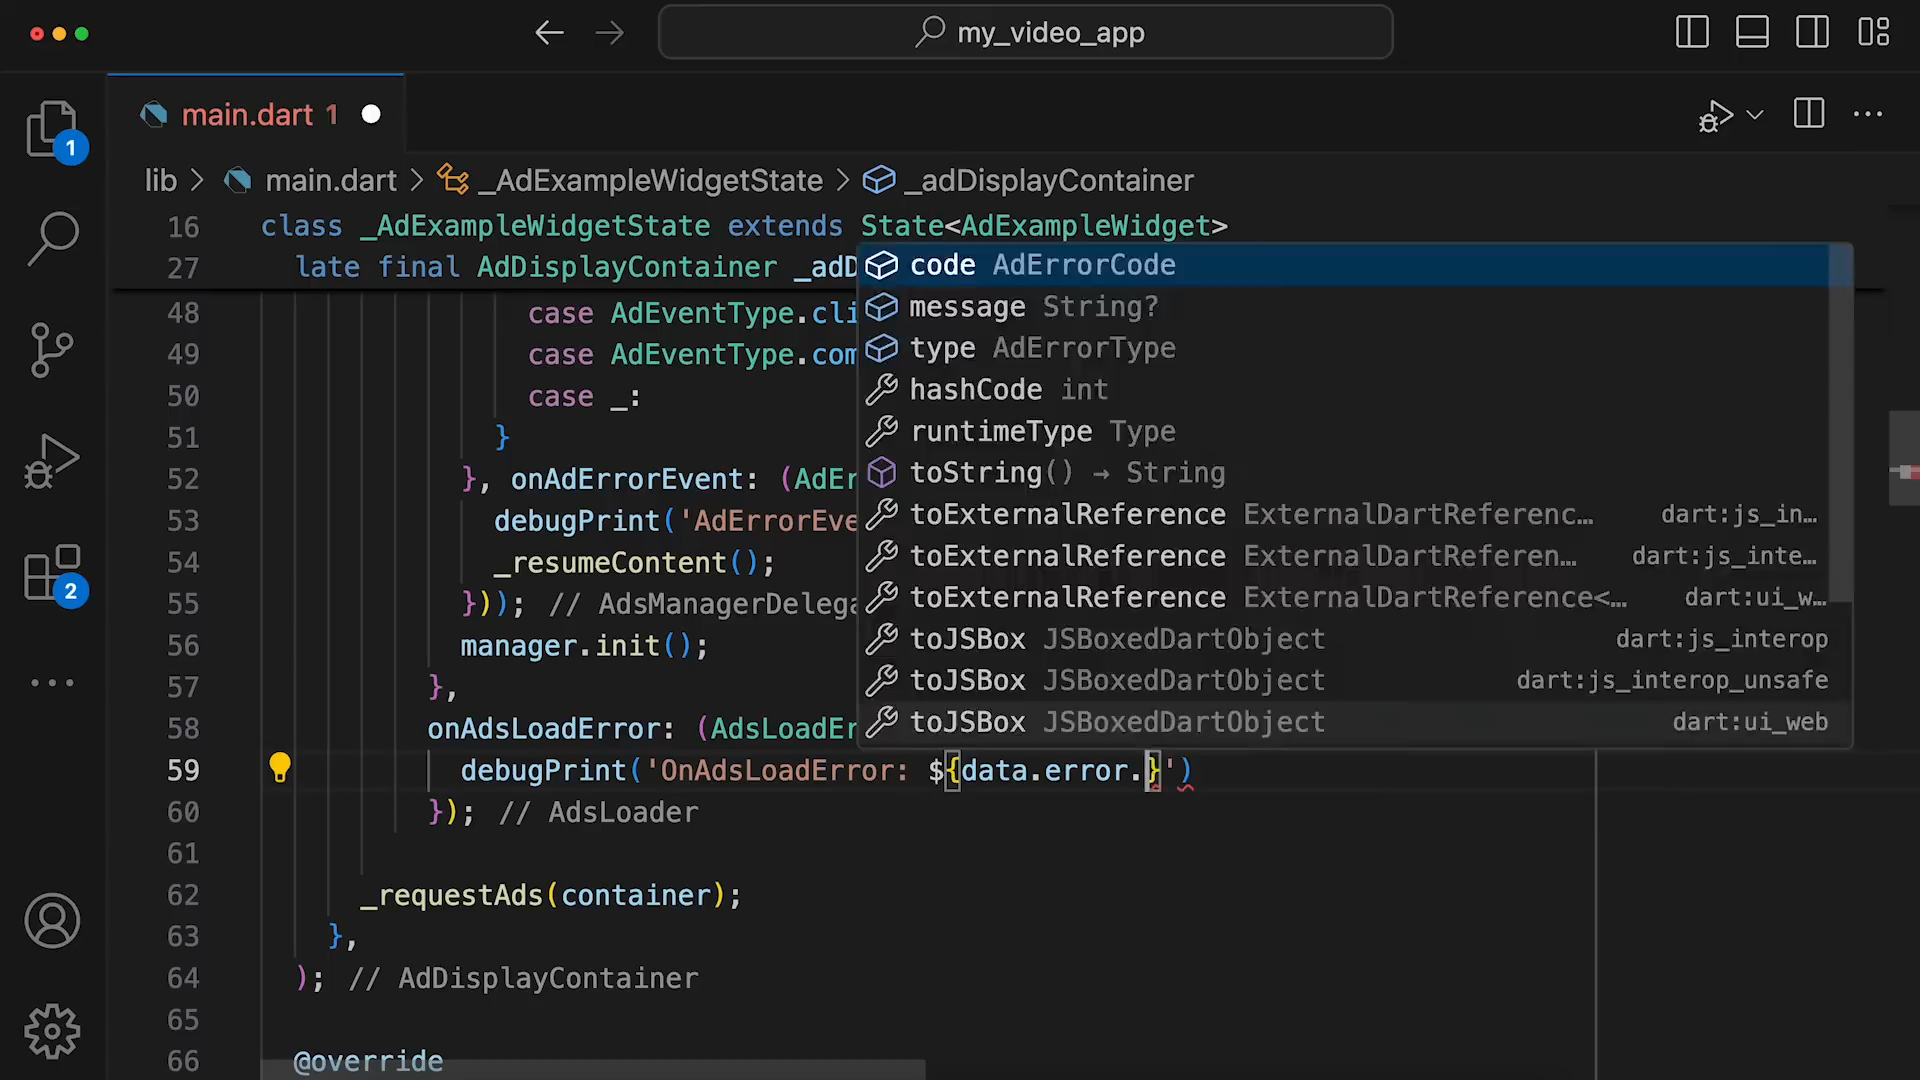 my_video_app
main.dart 1
1
lib > main.dart > _AdExampleWidgetState > _adDisplayContainer
16 class _AdExampleWidgetState extends State<AdExampleWidget>
27 late final AdDisplayContainer _adD
code AdErrorCode
message String?
type AdErrorType
hashCode int
runtimeType Type
toString() → String
toExternalReference ExternalDartReferenc… dart:js_in…
toExternalReference ExternalDartReferen… dart:js_inte…
toExternalReference ExternalDartReference<… dart:ui_w…
toJSBox JSBoxedDartObject dart:js_interop
toJSBox JSBoxedDartObject dart:js_interop_unsafe
toJSBox JSBoxedDartObject dart:ui_web
48 case AdEventType.cli
49 case AdEventType.com
50 case _:
51 }
52 }, onAdErrorEvent: (AdEr
53 debugPrint('AdErrorEve
54 _resumeContent();
55 })); // AdsManagerDelega
56 manager.init();
57 },
58 onAdsLoadError: (AdsLoadEr
59 debugPrint('OnAdsLoadError: ${data.error.}')
60 }); // AdsLoader
61
62 _requestAds(container);
63 },
64 ); // AdDisplayContainer
65
66 @override
2